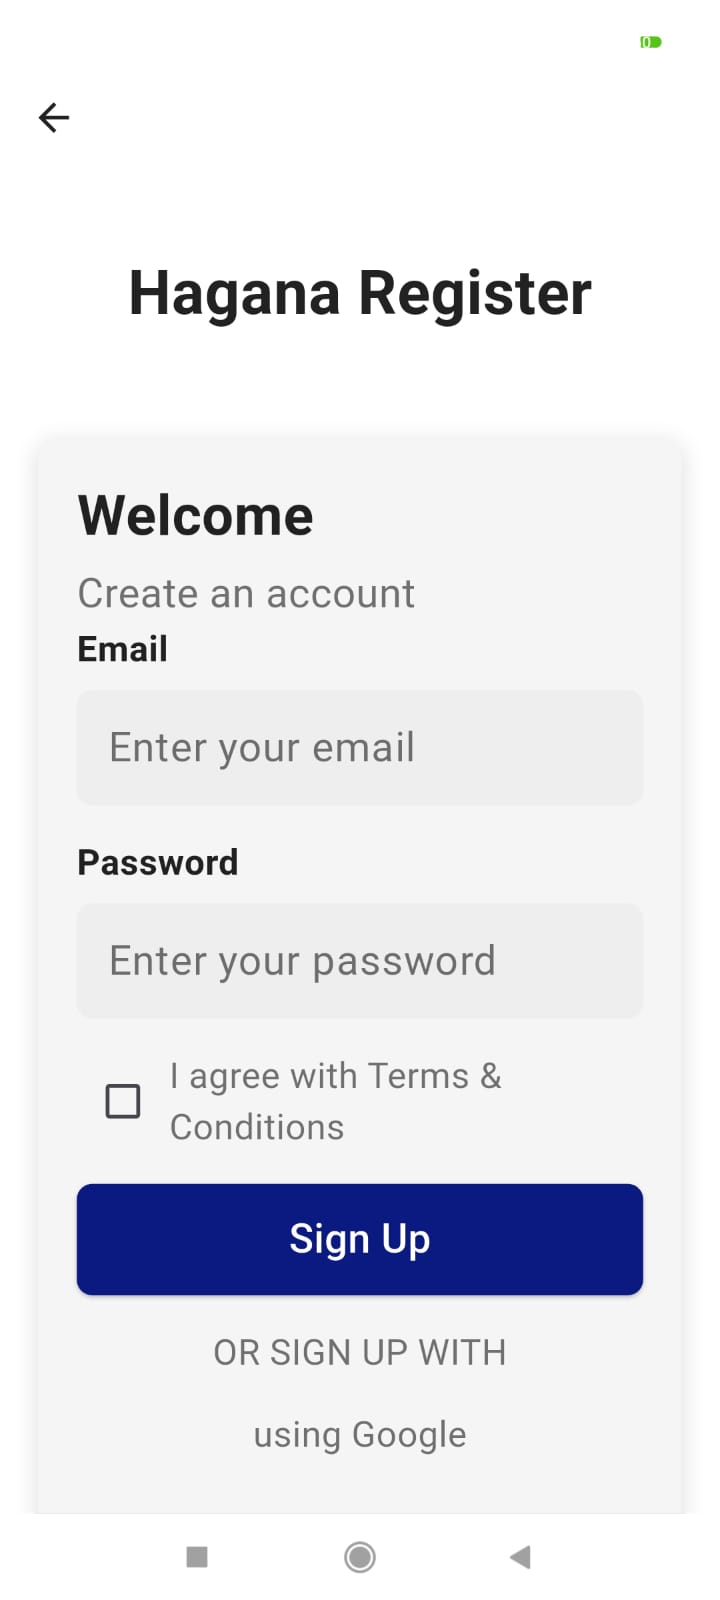 Hagana Register
Welcome
Create an account
Email
Enter your email
Password
Enter your password
I agree with Terms &
Conditions
Sign Up
OR SIGN UP WITH
using Google